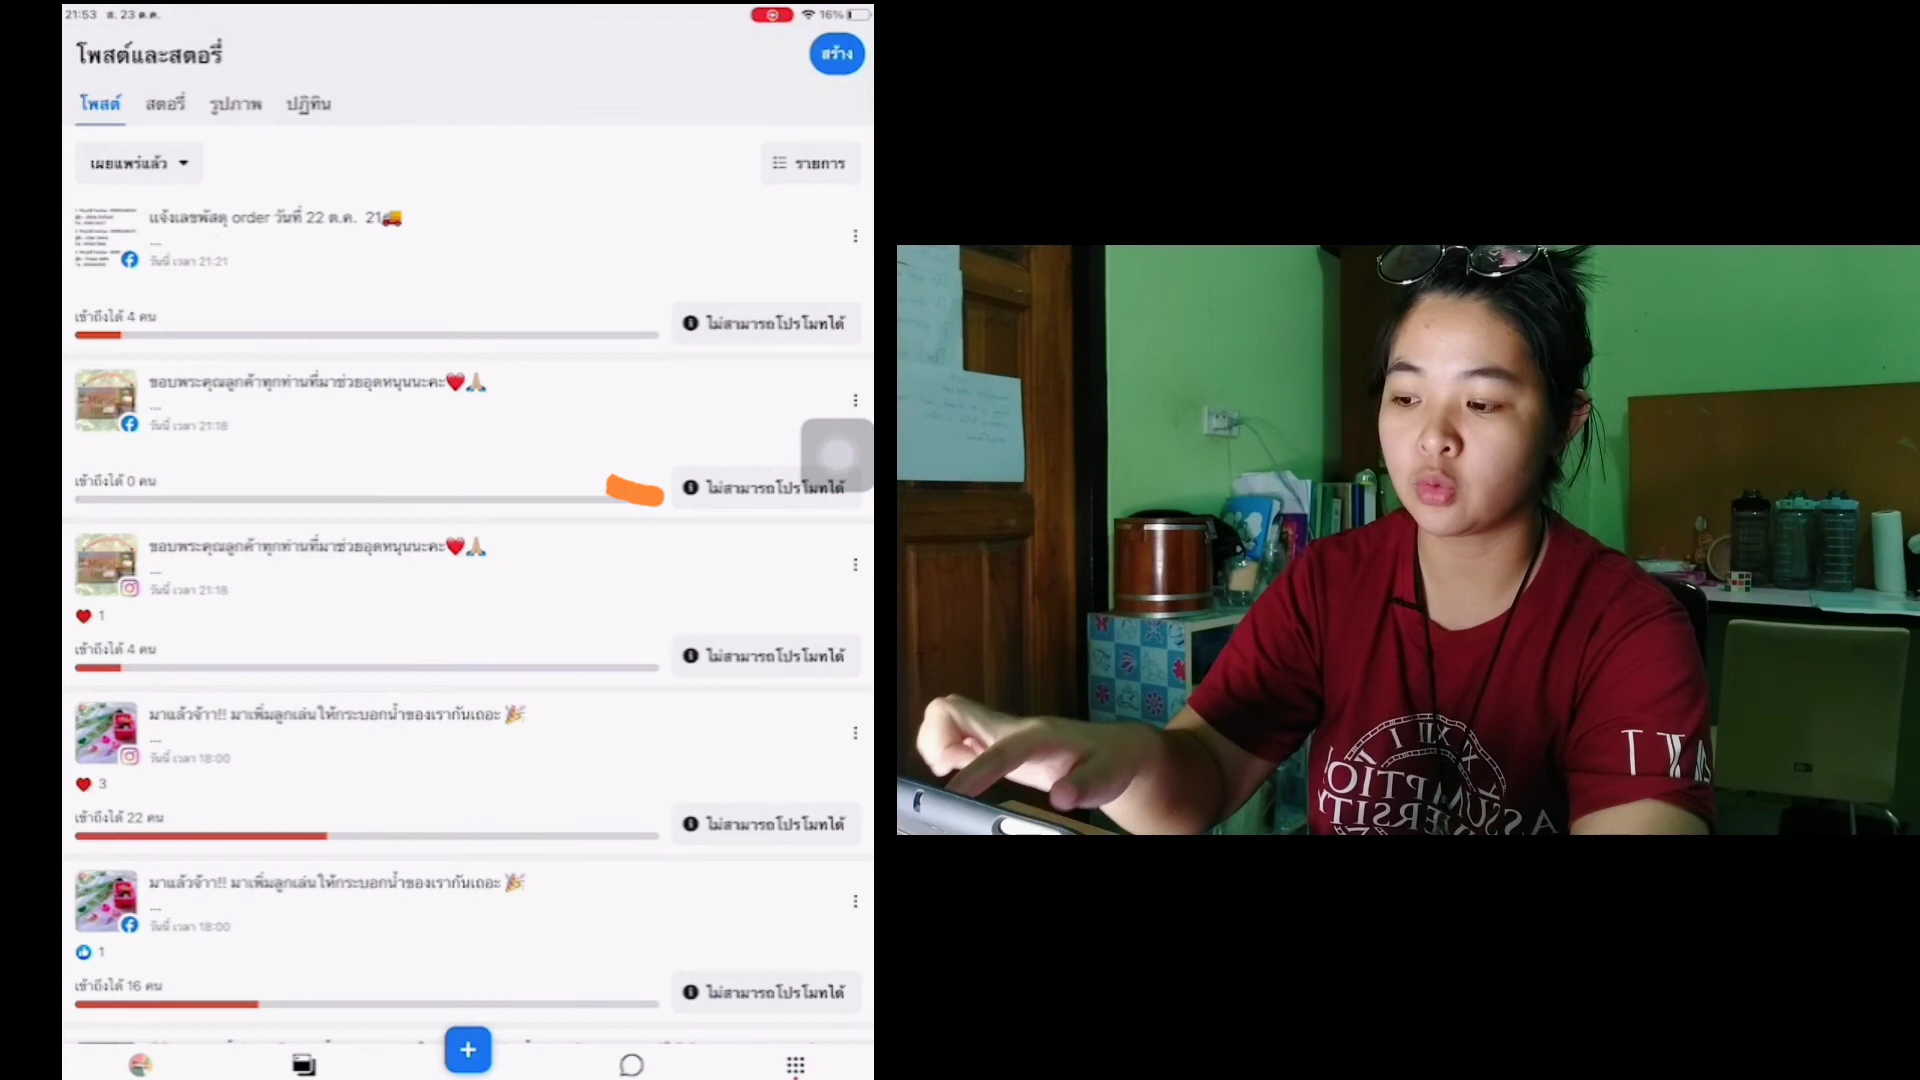 21:53 ส. 23 ต.ค.
16%
โพสต์และสตอรี่
สร้าง
โพสต์ สตอรี่ รูปภาพ ปฏิทิน
เผยแพร่แล้ว
รายการ
แจ้งเลขพัสดุ order วันที่ 22 ต.ค. 21🚚
...
วันนี้ เวลา 21:21
เข้าถึงได้ 4 คน
ไม่สามารถโปรโมทได้
ขอบพระคุณลูกค้าทุกท่านที่มาช่วยอุดหนุนนะคะ❤️🙏🏼
...
วันนี้ เวลา 21:18
เข้าถึงได้ 0 คน
ไม่สามารถโปรโมทได้
ขอบพระคุณลูกค้าทุกท่านที่มาช่วยอุดหนุนนะคะ❤️🙏🏼
...
วันนี้ เวลา 21:18
1
เข้าถึงได้ 4 คน
ไม่สามารถโปรโมทได้
มาแล้วจ้าา!! มาเพิ่มลูกเล่นให้กระบอกน้ำของเรากันเถอะ 🎉
...
วันนี้ เวลา 18:00
3
เข้าถึงได้ 22 คน
ไม่สามารถโปรโมทได้
มาแล้วจ้าา!! มาเพิ่มลูกเล่นให้กระบอกน้ำของเรากันเถอะ 🎉
...
วันนี้ เวลา 18:00
1
เข้าถึงได้ 16 คน
ไม่สามารถโปรโมทได้